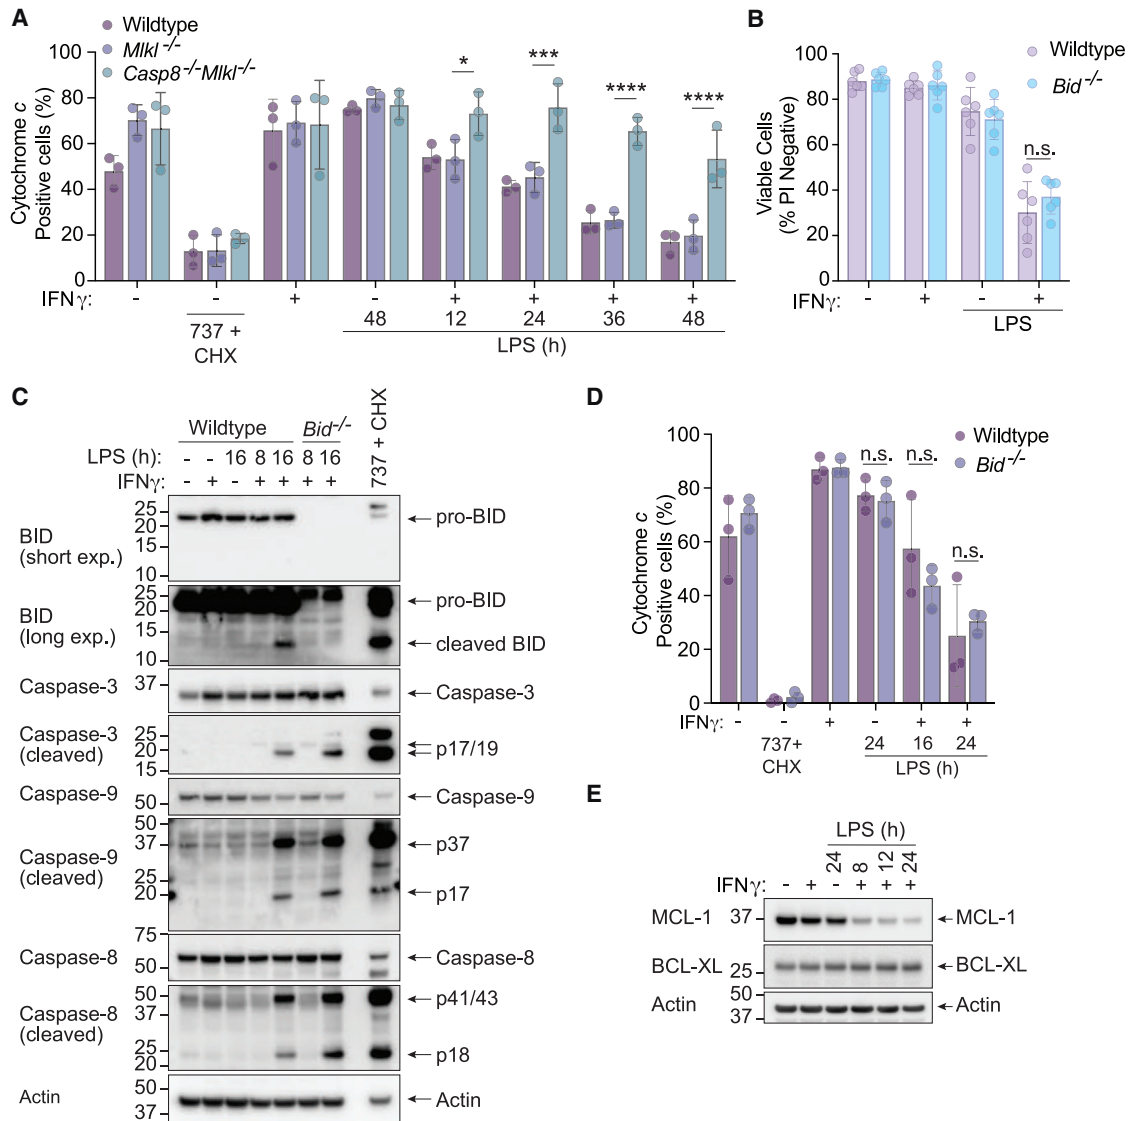 A
Wildtype
Mlkl -/-
Casp8-/-Mlkl-/-
Cytochrome c
Positive cells (%)
100
80
60
40
20
0
IFNγ: - - + - + + + +
737 +
CHX
48 12 24 36 48
LPS (h)
* *** **** ****
B
Wildtype
Bid-/-
Viable Cells
(% PI Negative)
100
80
60
40
20
0
n.s.
IFNγ: - + - +
LPS
C
Wildtype Bid-/- 737 + CHX
LPS (h): - - 16 8 16 8 16
IFNγ: - + - + + + +
BID
(short exp.)
25
20
15
10
pro-BID
BID
(long exp.)
25
20
15
10
pro-BID
cleaved BID
Caspase-3
37
Caspase-3
Caspase-3
(cleaved)
25
20
15
p17/19
Caspase-9
50
Caspase-9
Caspase-9
(cleaved)
50
37
25
20
p37
p17
Caspase-8
75
50
Caspase-8
Caspase-8
(cleaved)
50
37
25
20
p41/43
p18
Actin
50
37
Actin
D
Wildtype
Bid-/-
Cytochrome c
Positive cells (%)
100
80
60
40
20
0
n.s. n.s. n.s.
IFNγ: - - + - + +
737+
CHX
24 16 24
LPS (h)
E
LPS (h)
24 8 12 24
IFNγ: - + - + + +
MCL-1 37 MCL-1
BCL-XL 25 BCL-XL
Actin 50 37 Actin